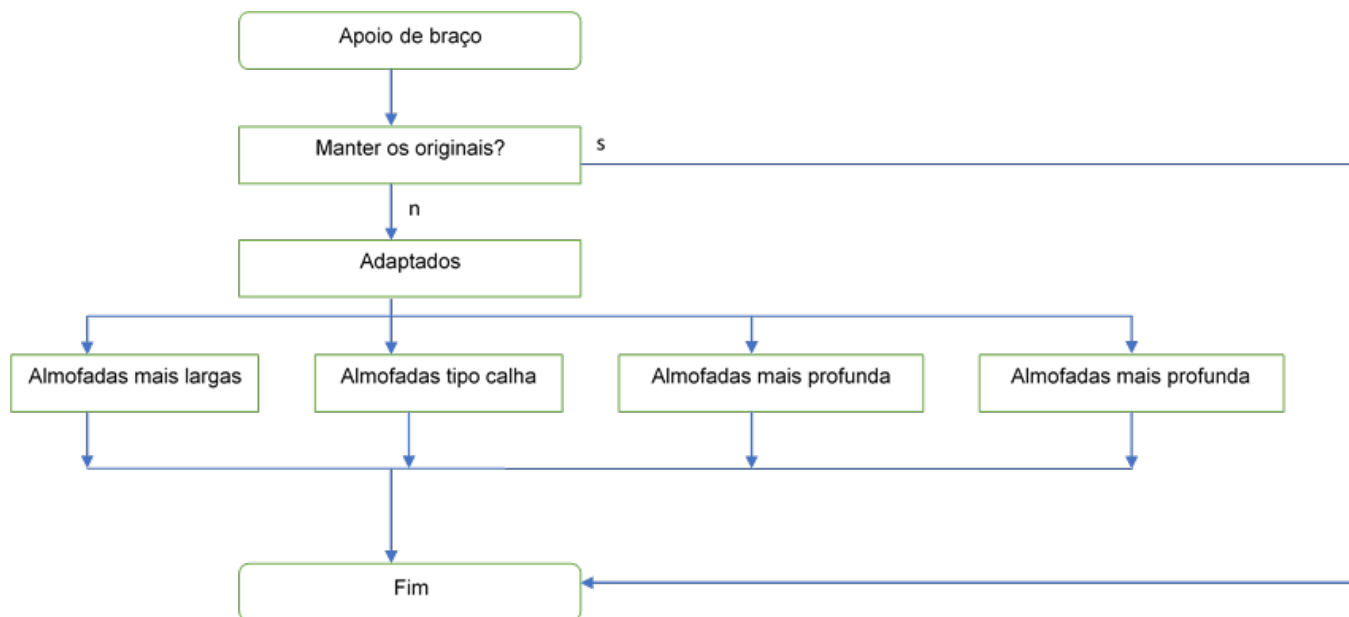 Apoio de braço
Manter os originais?
s
n
Adaptados
Almofadas mais largas
Almofadas tipo calha
Almofadas mais profunda
Almofadas mais profunda
Fim